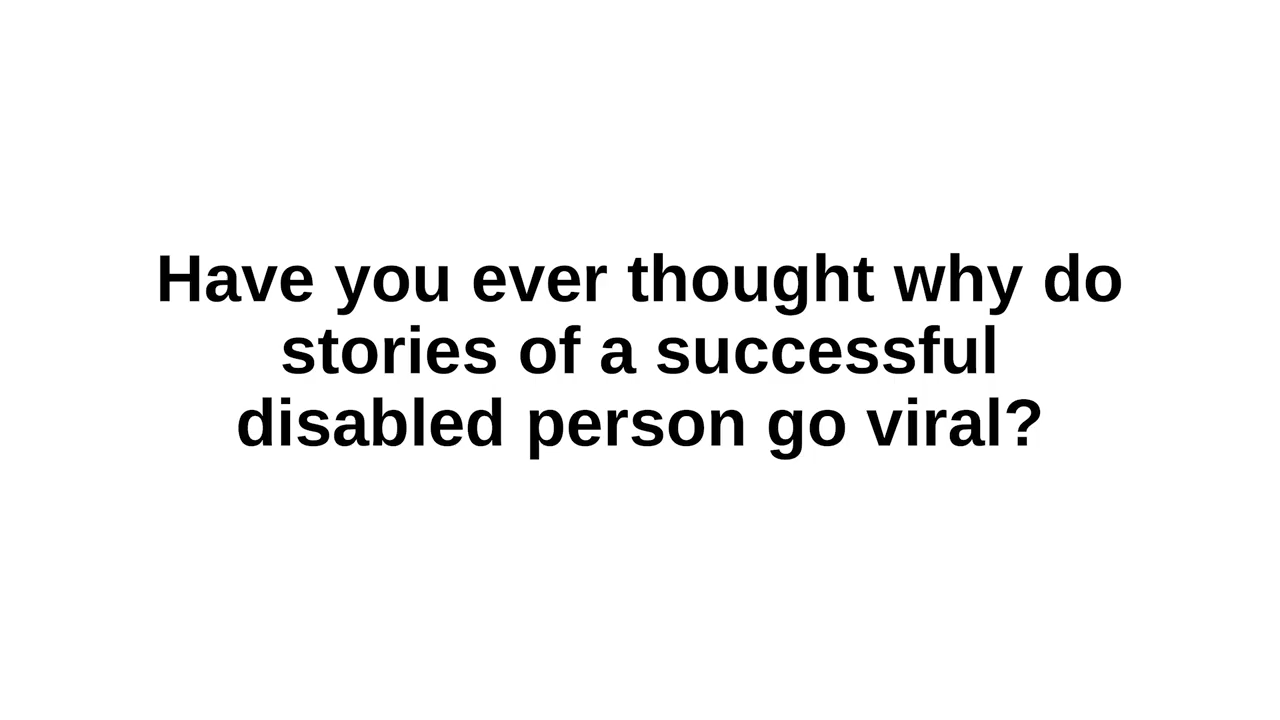 Have you ever thought why do
stories of a successful
disabled person go viral?